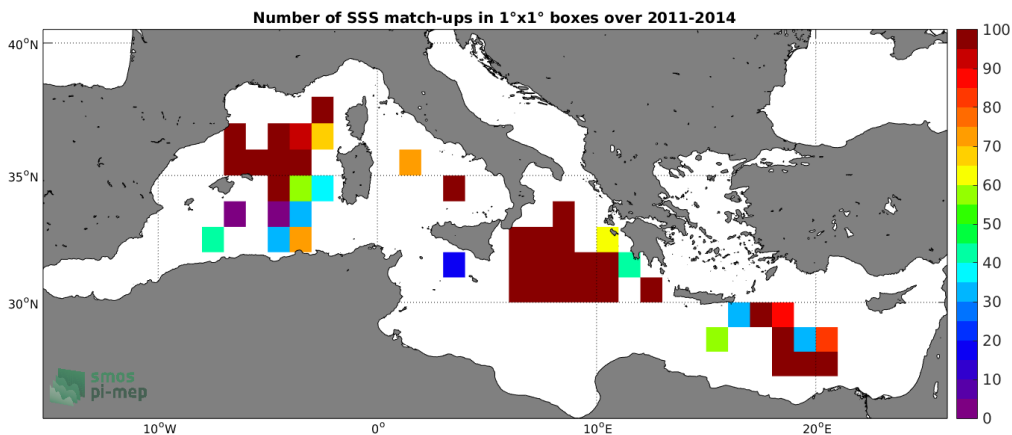 Number of SSS match-ups in 1°x1° boxes over 2011-2014
40°N
35°N
30°N
10°W
0°
10°E
20°E
100
90
80
70
60
50
40
30
20
10
0
smos
pi-mep